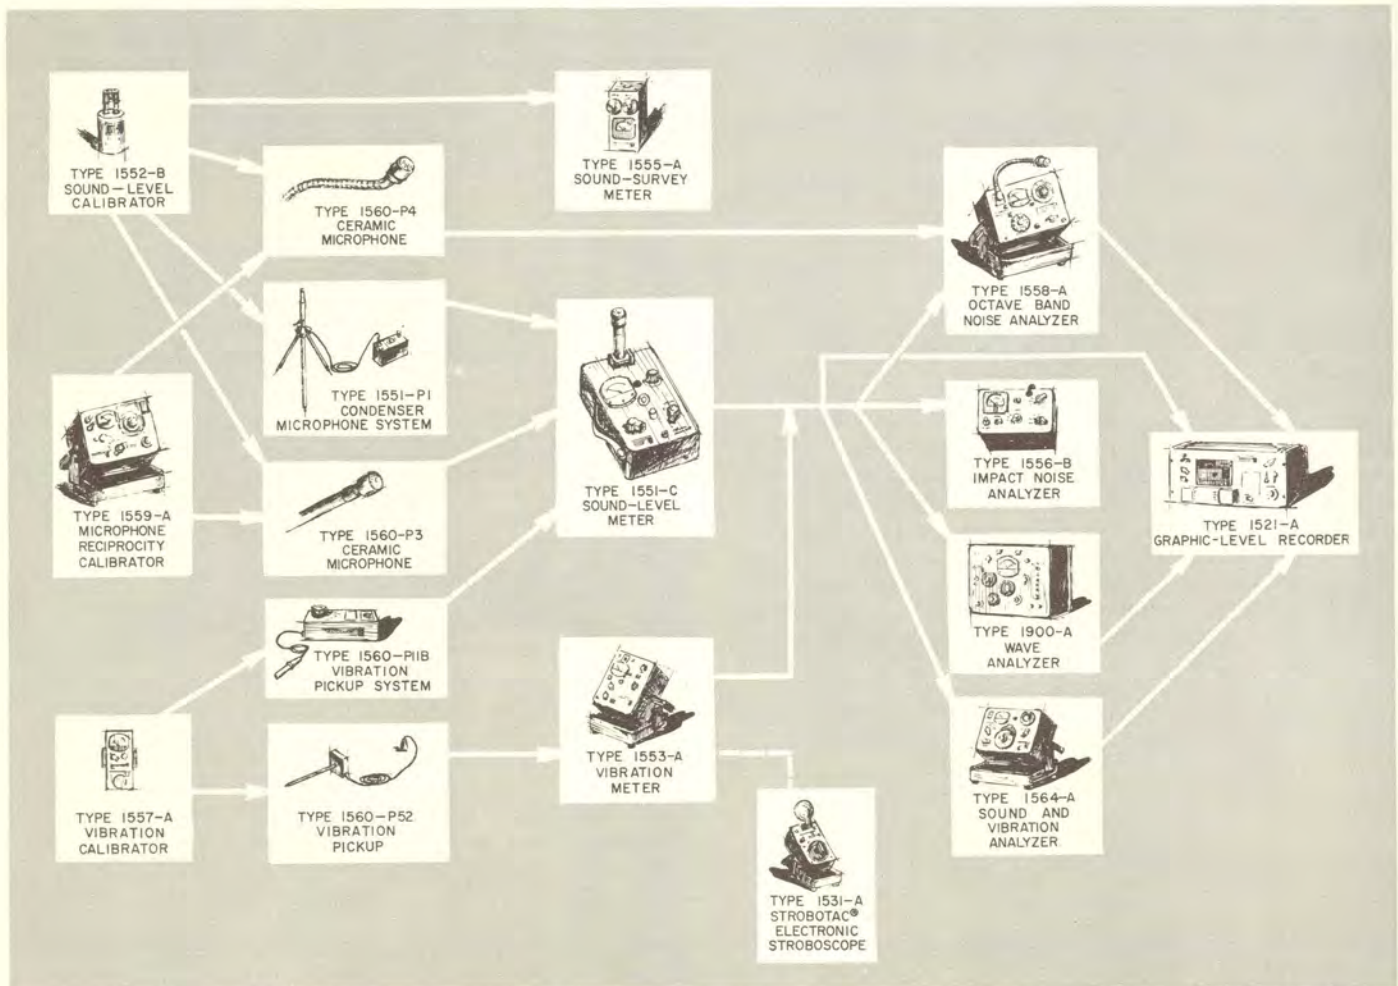 TYPE 1552-B
SOUND-LEVEL
CALIBRATOR
TYPE 1555-A
SOUND-SURVEY
METER
TYPE 1560-P4
CERAMIC
MICROPHONE
TYPE 1558-A
OCTAVE BAND
NOISE ANALYZER
TYPE 1551-P1
CONDENSER
MICROPHONE SYSTEM
TYPE 1559-A
MICROPHONE
RECIPROCITY
CALIBRATOR
TYPE 1551-C
SOUND-LEVEL
METER
TYPE 1556-B
IMPACT NOISE
ANALYZER
TYPE 1521-A
GRAPHIC-LEVEL RECORDER
TYPE 1560-P3
CERAMIC
MICROPHONE
TYPE 1900-A
WAVE
ANALYZER
TYPE 1560-P11B
VIBRATION
PICKUP SYSTEM
TYPE 1553-A
VIBRATION
METER
TYPE 1557-A
VIBRATION
CALIBRATOR
TYPE 1560-P52
VIBRATION
PICKUP
TYPE 1564-A
SOUND AND
VIBRATION
ANALYZER
TYPE 1531-A
STROBOTAC®
ELECTRONIC
STROBOSCOPE